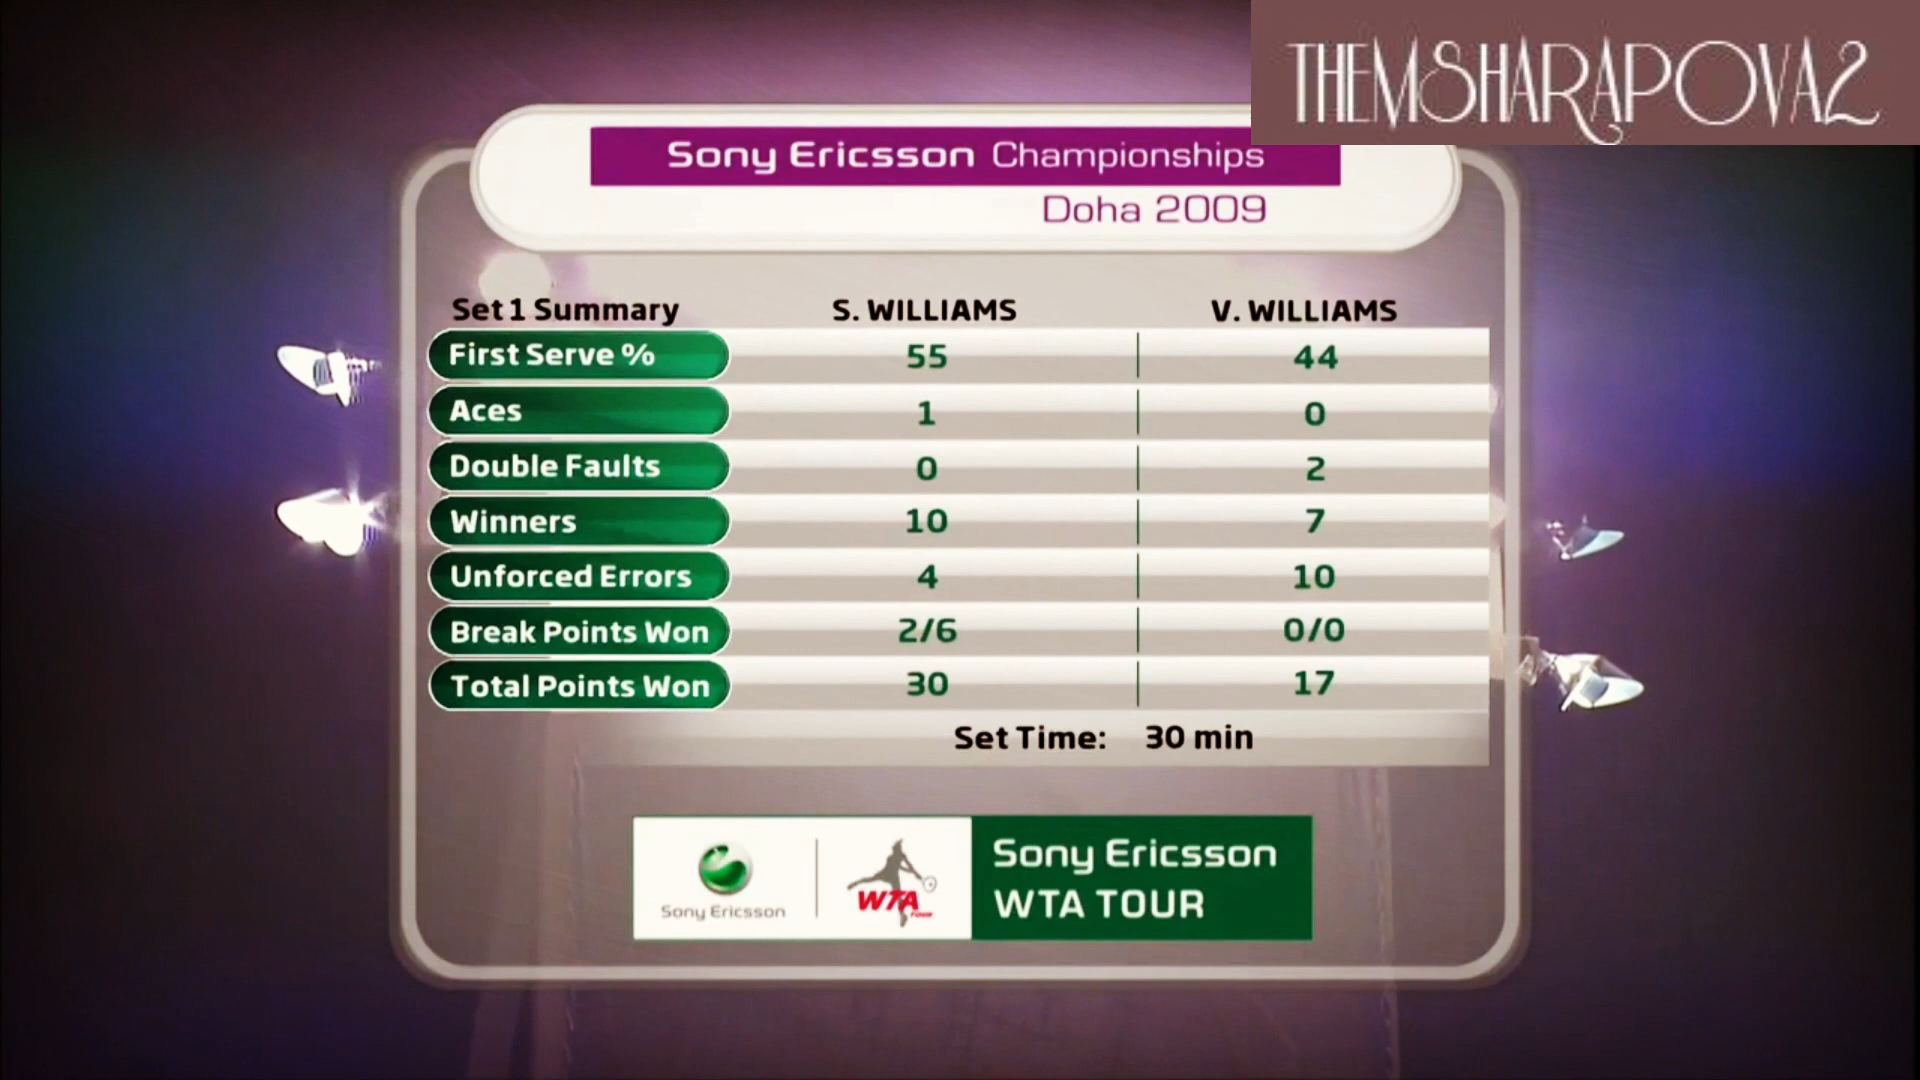 THEMSHARAPOVA2
Sony Ericsson Championships
Doha 2009
Set 1 Summary S. WILLIAMS V. WILLIAMS
First Serve % 55 44
Aces 1 0
Double Faults 0 2
Winners 10 7
Unforced Errors 4 10
Break Points Won 2/6 0/0
Total Points Won 30 17
Set Time: 30 min
Sony Ericsson
WTA TOUR
Sony Ericsson
WTA
TOUR